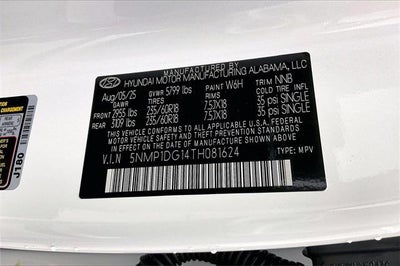 MANUFACTURED BY
HYUNDAI MOTOR MANUFACTURING ALABAMA, LLC
Aug/05/25 GVWR 5799 lbs PAINT W6H TRIM NNB
GAWR TIRES RIMS COLD TIRE INF.
FRONT 2955 lbs 235/60R18 7.5JX18 35 psi SINGLE
REAR 3109 lbs 235/60R18 7.5JX18 35 psi SINGLE
THIS VEHICLE CONFORMS TO ALL APPLICABLE U.S.A. FEDERAL
MOTOR VEHICLE SAFETY AND THEFT PREVENTION STANDARDS IN
EFFECT ON THE DATE OF MANUFACTURE SHOWN ABOVE.
V.I.N 5NMP1DG14TH081624 TYPE: MPV
J180